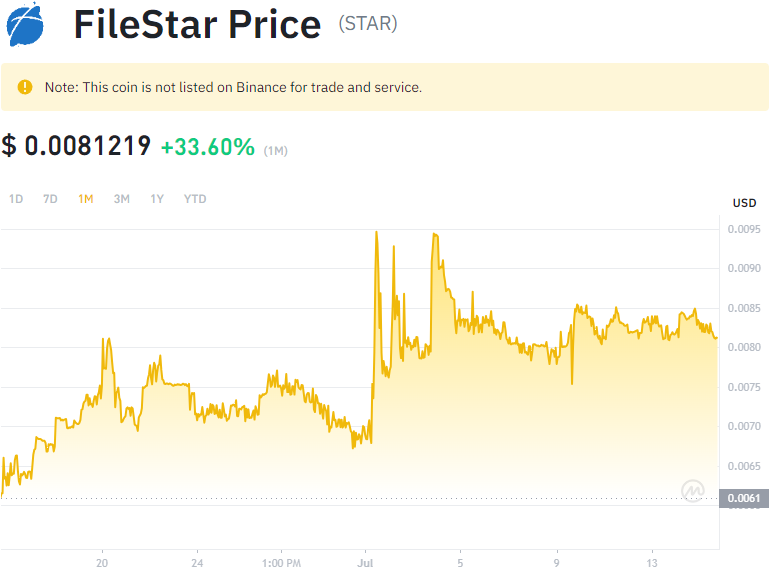 FileStar Price (STAR)
Note: This coin is not listed on Binance for trade and service.
$ 0.0081219 +33.60% (1M)
1D 7D 1M 3M 1Y YTD
USD
0.0095
0.0090
0.0085
0.0080
0.0075
0.0070
0.0065
0.0061
20 24 1:00 PM Jul 5 9 13